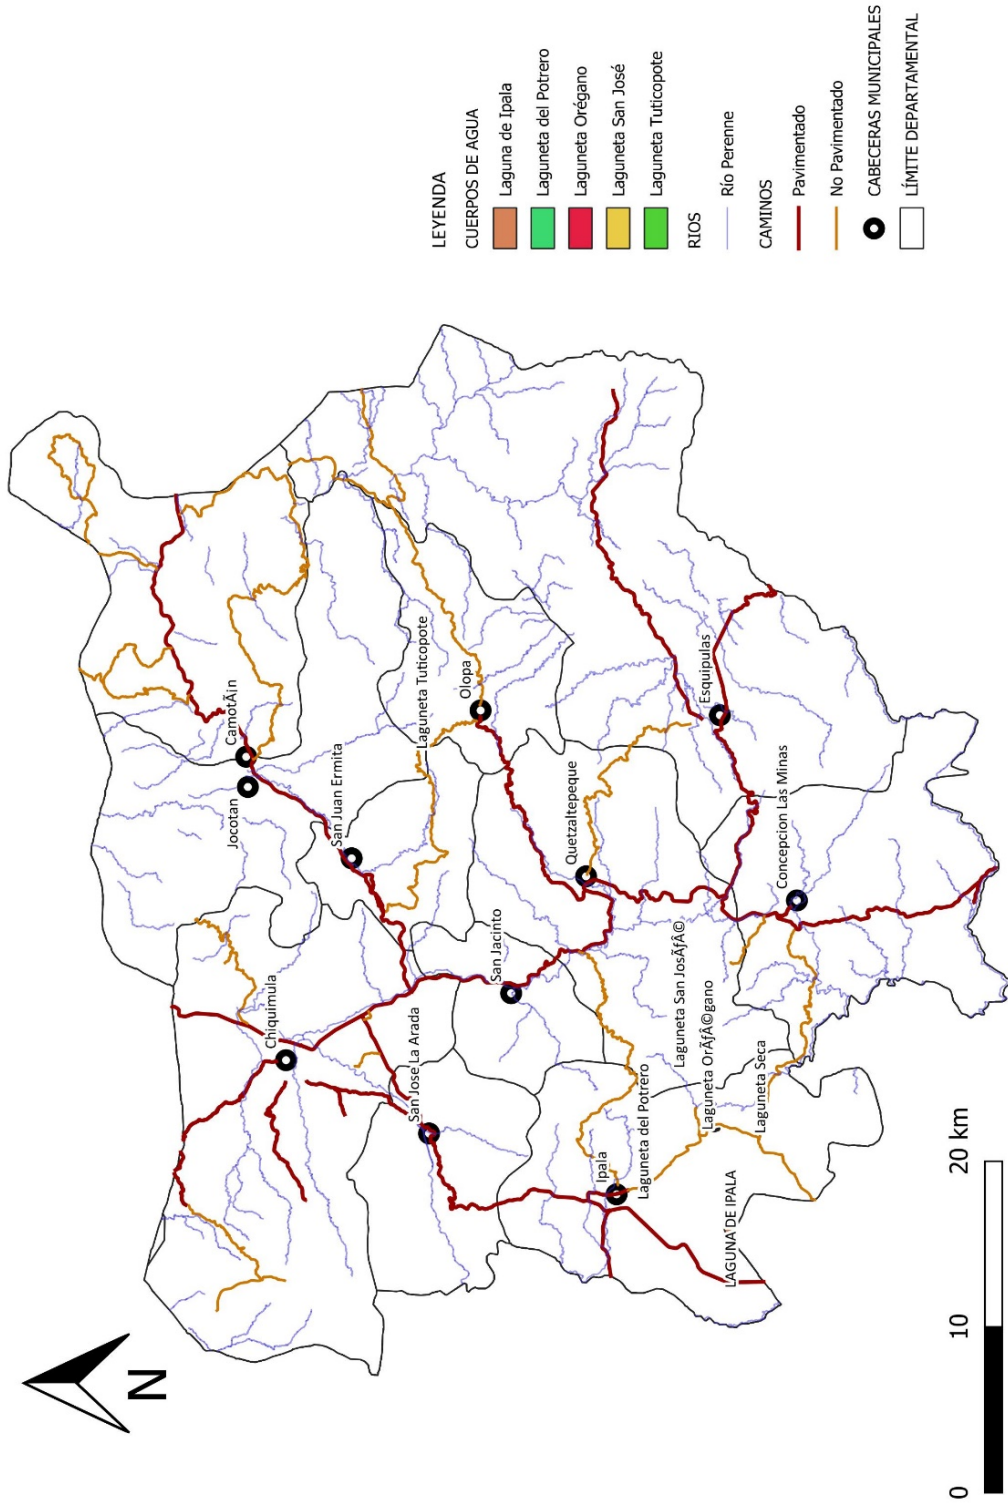 N
Jocotan
CamotÃin
San Juan Ermita
Chiquimula
Laguneta Tuticopote
Olopa
San Jose La Arada
San Jacinto
Quetzaltepeque
Ipala
Laguneta del Potrero
Laguneta San JosÃƒÂ©
Laguneta OrÃƒÂ©gano
Esquipulas
LAGUNA DE IPALA
Laguneta Seca
Concepcion Las Minas
0 10 20 km
LEYENDA
CUERPOS DE AGUA
Laguna de Ipala
Laguneta del Potrero
Laguneta Orégano
Laguneta San José
Laguneta Tuticopote
RIOS
Río Perenne
CAMINOS
Pavimentado
No Pavimentado
CABECERAS MUNICIPALES
LÍMITE DEPARTAMENTAL